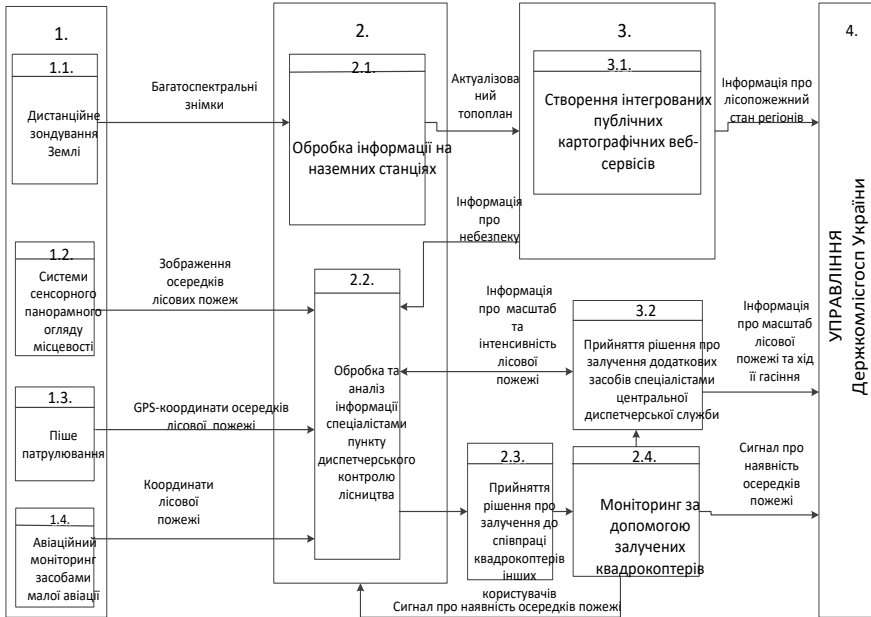 1.
1.1.
Дистанційне
зондування
Землі
1.2.
Системи
сенсорного
панорамного
огляду
місцевості
1.3.
Піше
патрулювання
1.4.
Авіаційний
моніторинг
засобами
малої авіації
Багатоспектральні
знімки
Зображення
осередків
лісових пожеж
GPS-координати осередків
лісової пожежі
Координати
лісової
пожежі
2.
2.1.
Обробка інформації на
наземних станціях
2.2.
Обробка та
аналіз
інформації
спеціалістами
пункту
диспетчерського
контролю
лісництва
Актуалізова
ний
топоплан
Інформація
про
небезпеку
Інформація
про масштаб
та
інтенсивність
лісової
пожежі
2.3.
Прийняття
рішення про
залучення до
співпраці
квадрокоптерів
інших
користувачів
2.4.
Моніторинг за
допомогою
залучених
квадрокоптерів
Сигнал про наявність осередків пожежі
3.
3.1.
Створення інтегрованих
публічних
картографічних веб-
сервісів
3.2
Прийняття рішення про
залучення додаткових
засобів спеціалістами
центральної
диспетчерської служби
Інформація про
лісопожежний
стан регіонів
Інформація
про масштаб
лісової
пожежі та хід
її гасіння
Сигнал про
наявність
осередків
пожежі
4.
УПРАВЛІННЯ
Держкомлісгосп України